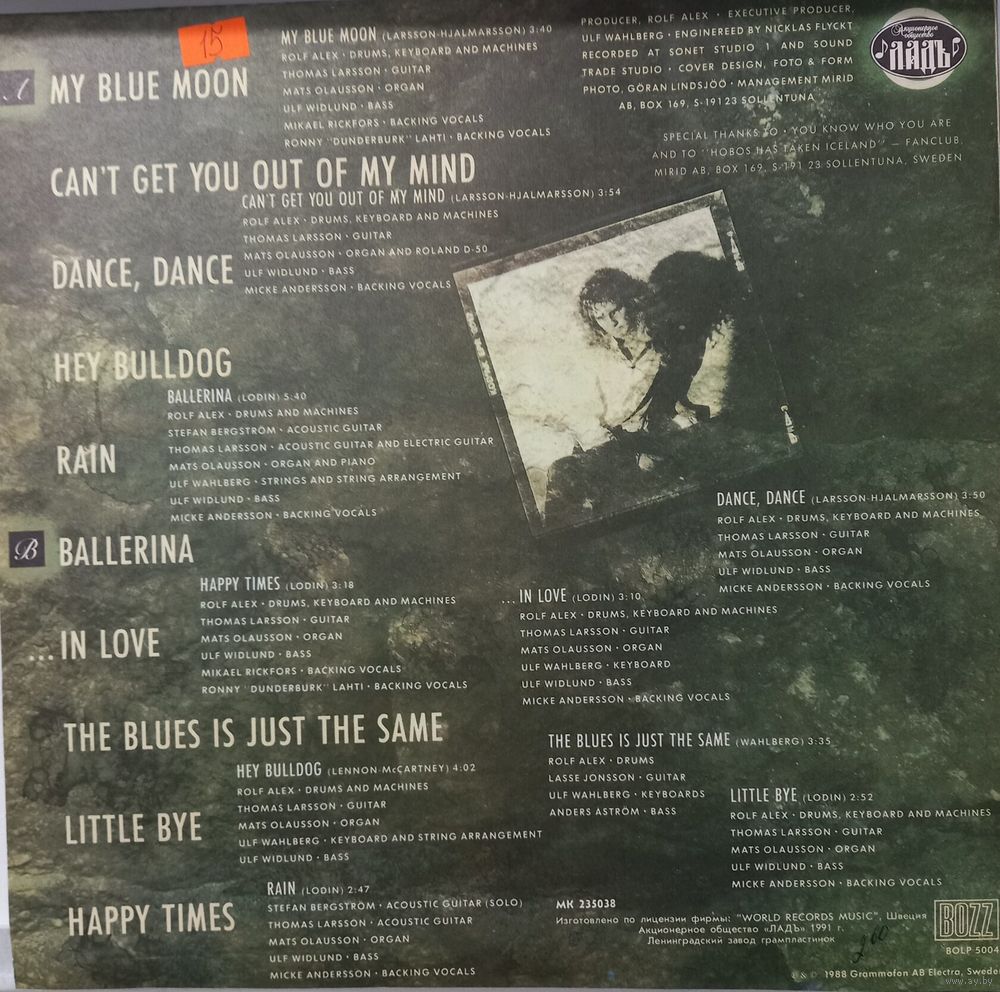 15
A MY BLUE MOON
MY BLUE MOON (LARSSON-HJALMARSSON) 3:40
ROLF ALEX · DRUMS, KEYBOARD AND MACHINES
THOMAS LARSSON · GUITAR
MATS OLAUSSON · ORGAN
ULF WIDLUND · BASS
MIKAEL RICKFORS · BACKING VOCALS
RONNY "DUNDERBURK" LAHTI · BACKING VOCALS
PRODUCER, ROLF ALEX · EXECUTIVE PRODUCER,
ULF WAHLBERG · ENGINEERED BY NICKLAS FLYCKT
RECORDED AT SONET STUDIO 1 AND SOUND
TRADE STUDIO · COVER DESIGN, FOTO & FORM
PHOTO, GÖRAN LINDSJÖÖ · MANAGEMENT MIRID
AB, BOX 169, S-191 23 SOLLENTUNA
Акционерное
общество
ЛАДЪ
SPECIAL THANKS TO · YOU KNOW WHO YOU ARE
AND TO "HOBOS HAS TAKEN ICELAND" – FANCLUB,
MIRID AB, BOX 169, S-191 23 SOLLENTUNA, SWEDEN
CAN'T GET YOU OUT OF MY MIND
CAN'T GET YOU OUT OF MY MIND (LARSSON-HJALMARSSON) 3:54
ROLF ALEX · DRUMS, KEYBOARD AND MACHINES
THOMAS LARSSON · GUITAR
MATS OLAUSSON · ORGAN AND ROLAND D-50
ULF WIDLUND · BASS
MICKE ANDERSSON · BACKING VOCALS
DANCE, DANCE
HEY BULLDOG
BALLERINA (LODIN) 5:40
ROLF ALEX · DRUMS AND MACHINES
STEFAN BERGSTRÖM · ACOUSTIC GUITAR
THOMAS LARSSON · ACOUSTIC GUITAR AND ELECTRIC GUITAR
MATS OLAUSSON · ORGAN AND PIANO
ULF WAHLBERG · STRINGS AND STRING ARRANGEMENT
ULF WIDLUND · BASS
MICKE ANDERSSON · BACKING VOCALS
RAIN
DANCE, DANCE (LARSSON-HJALMARSSON) 3:50
ROLF ALEX · DRUMS, KEYBOARD AND MACHINES
THOMAS LARSSON · GUITAR
MATS OLAUSSON · ORGAN
ULF WIDLUND · BASS
MICKE ANDERSSON · BACKING VOCALS
B BALLERINA
HAPPY TIMES (LODIN) 3:18
ROLF ALEX · DRUMS, KEYBOARD AND MACHINES
THOMAS LARSSON · GUITAR
MATS OLAUSSON · ORGAN
ULF WIDLUND · BASS
MIKAEL RICKFORS · BACKING VOCALS
RONNY "DUNDERBURK" LAHTI · BACKING VOCALS
...IN LOVE (LODIN) 3:10
ROLF ALEX · DRUMS, KEYBOARD AND MACHINES
THOMAS LARSSON · GUITAR
MATS OLAUSSON · ORGAN
ULF WAHLBERG · KEYBOARD
ULF WIDLUND · BASS
MICKE ANDERSSON · BACKING VOCALS
...IN LOVE
THE BLUES IS JUST THE SAME
THE BLUES IS JUST THE SAME (WAHLBERG) 3:35
ROLF ALEX · DRUMS
LASSE JONSSON · GUITAR
ULF WAHLBERG · KEYBOARDS
ANDERS ÅSTRÖM · BASS
HEY BULLDOG (LENNON-McCARTNEY) 4:02
ROLF ALEX · DRUMS AND MACHINES
THOMAS LARSSON · GUITAR
MATS OLAUSSON · ORGAN
ULF WAHLBERG · KEYBOARD AND STRING ARRANGEMENT
ULF WIDLUND · BASS
LITTLE BYE
LITTLE BYE (LODIN) 2:52
ROLF ALEX · DRUMS, KEYBOARD AND MACHINES
THOMAS LARSSON · GUITAR
MATS OLAUSSON · ORGAN
ULF WIDLUND · BASS
MICKE ANDERSSON · BACKING VOCALS
HAPPY TIMES
RAIN (LODIN) 2:47
STEFAN BERGSTRÖM · ACOUSTIC GUITAR (SOLO)
THOMAS LARSSON · ACOUSTIC GUITAR
MATS OLAUSSON · ORGAN
ULF WIDLUND · BASS
MICKE ANDERSSON · BACKING VOCALS
МК 235038
Изготовлено по лицензии фирмы: "WORLD RECORDS MUSIC", Швеция
Акционерное общество «ЛАДЪ» 1991 г.
Ленинградский завод грампластинок
BOZZ
BOLP 5004
& 1988 Grammofon AB Electra, Sweden
www.ay.by